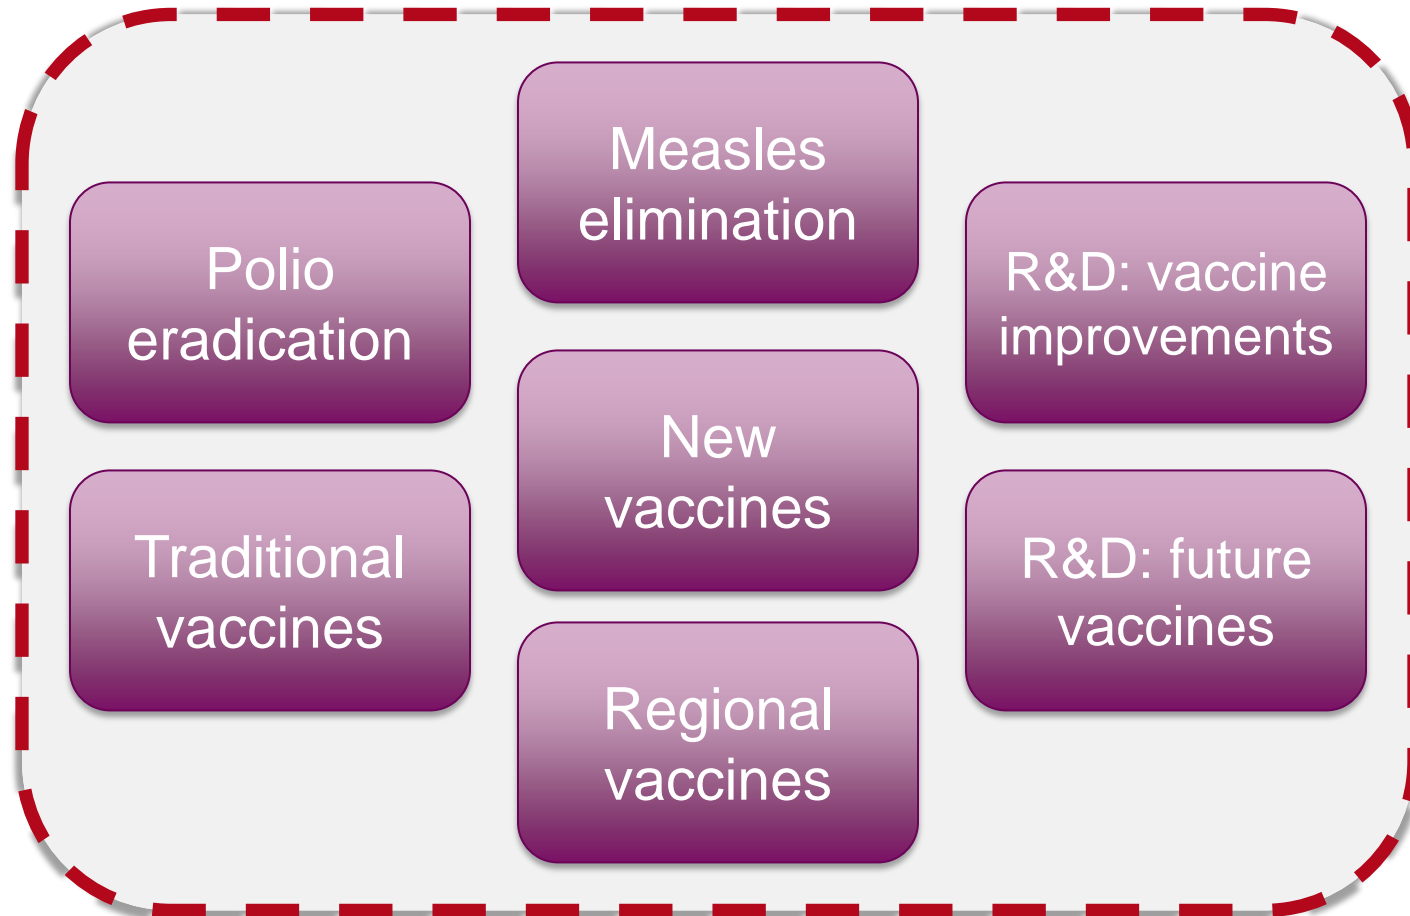 Polio
eradication
Traditional
vaccines
Measles
elimination
New
vaccines
Regional
vaccines
R&D: vaccine
improvements
R&D: future
vaccines